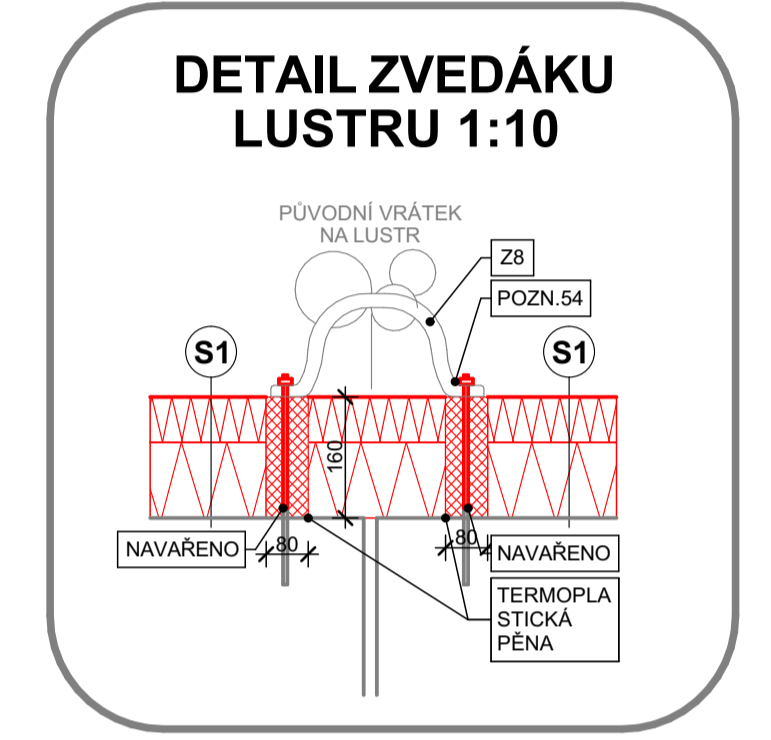 DETAIL ZVEDÁKU
LUSTRU 1:10
PŮVODNÍ VRÁTEK
NA LUSTR
Z8
POZN.54
S1
S1
160
NAVAŘENO
80
80
NAVAŘENO
TERMOPLA
STICKÁ
PĚNA